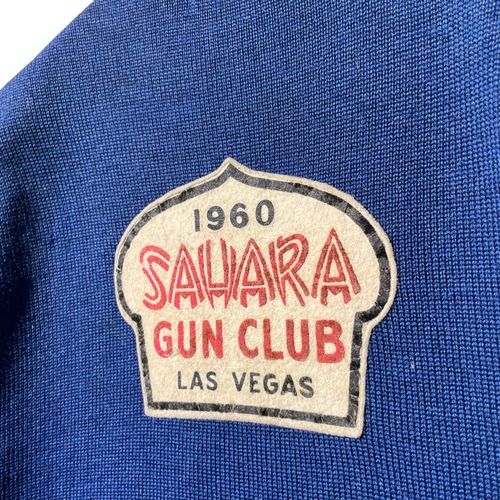 1960
SAHARA
GUN CLUB
LAS VEGAS